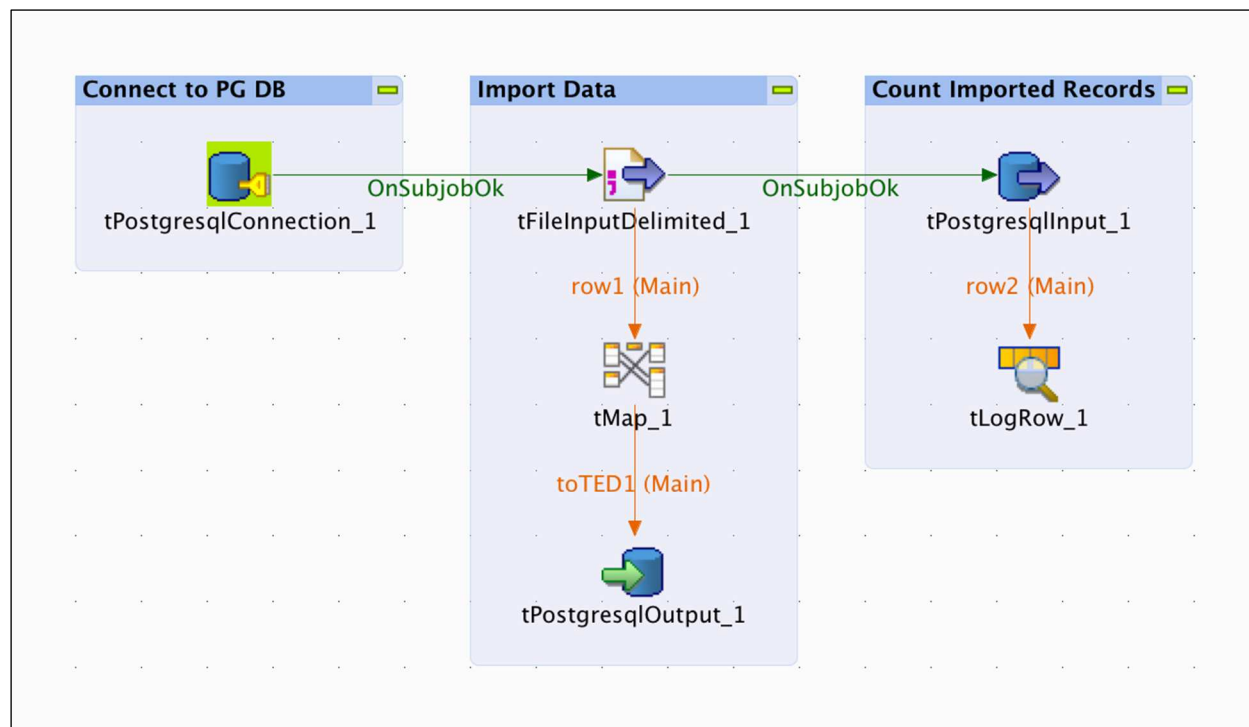 Connect to PG DB
Import Data
Count Imported Records
OnSubjobOk
OnSubjobOk
tPostgresqlConnection_1
tFileInputDelimited_1
tPostgresqlInput_1
row1 (Main)
row2 (Main)
tMap_1
tLogRow_1
toTED1 (Main)
tPostgresqlOutput_1